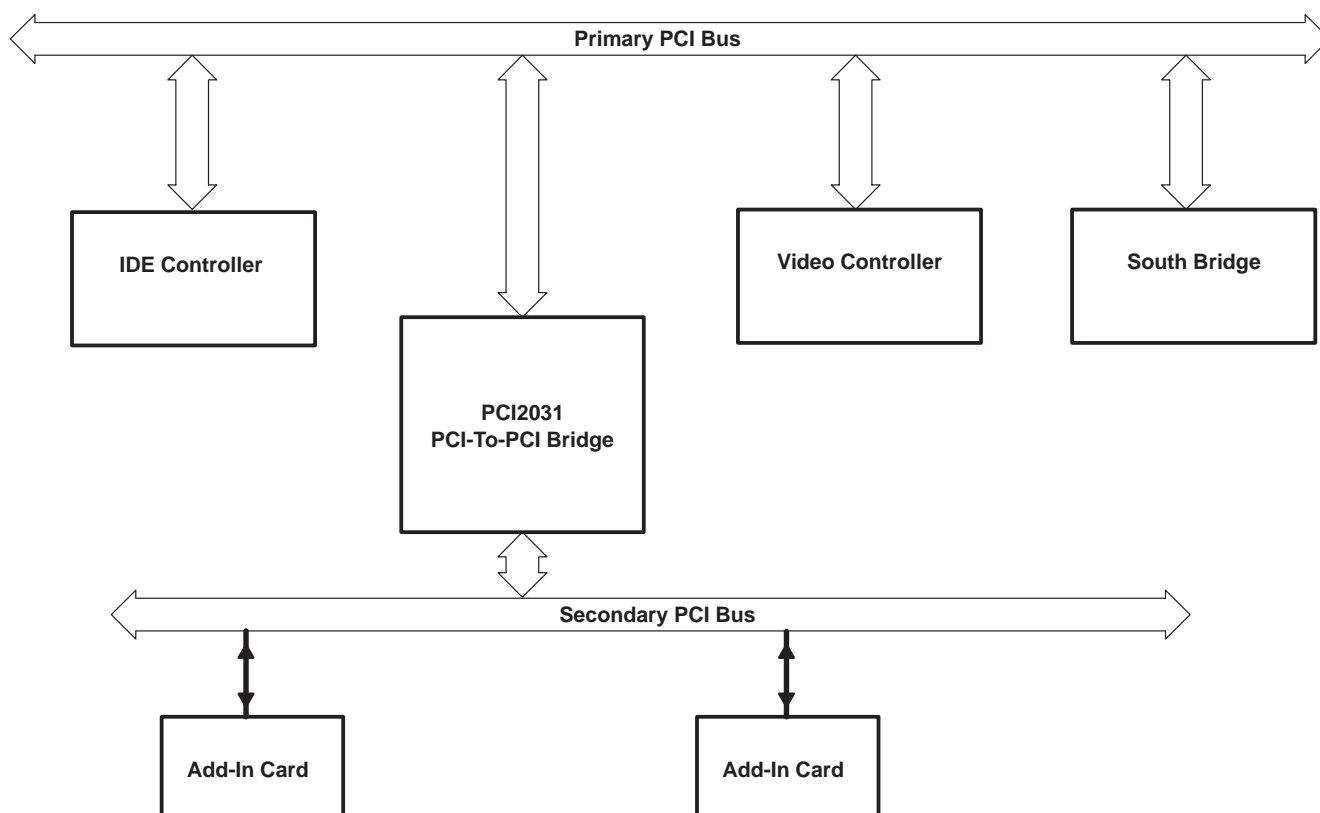 Primary PCI Bus
IDE Controller
Video Controller
South Bridge
PCI2031
PCI-To-PCI Bridge
Secondary PCI Bus
Add-In Card
Add-In Card